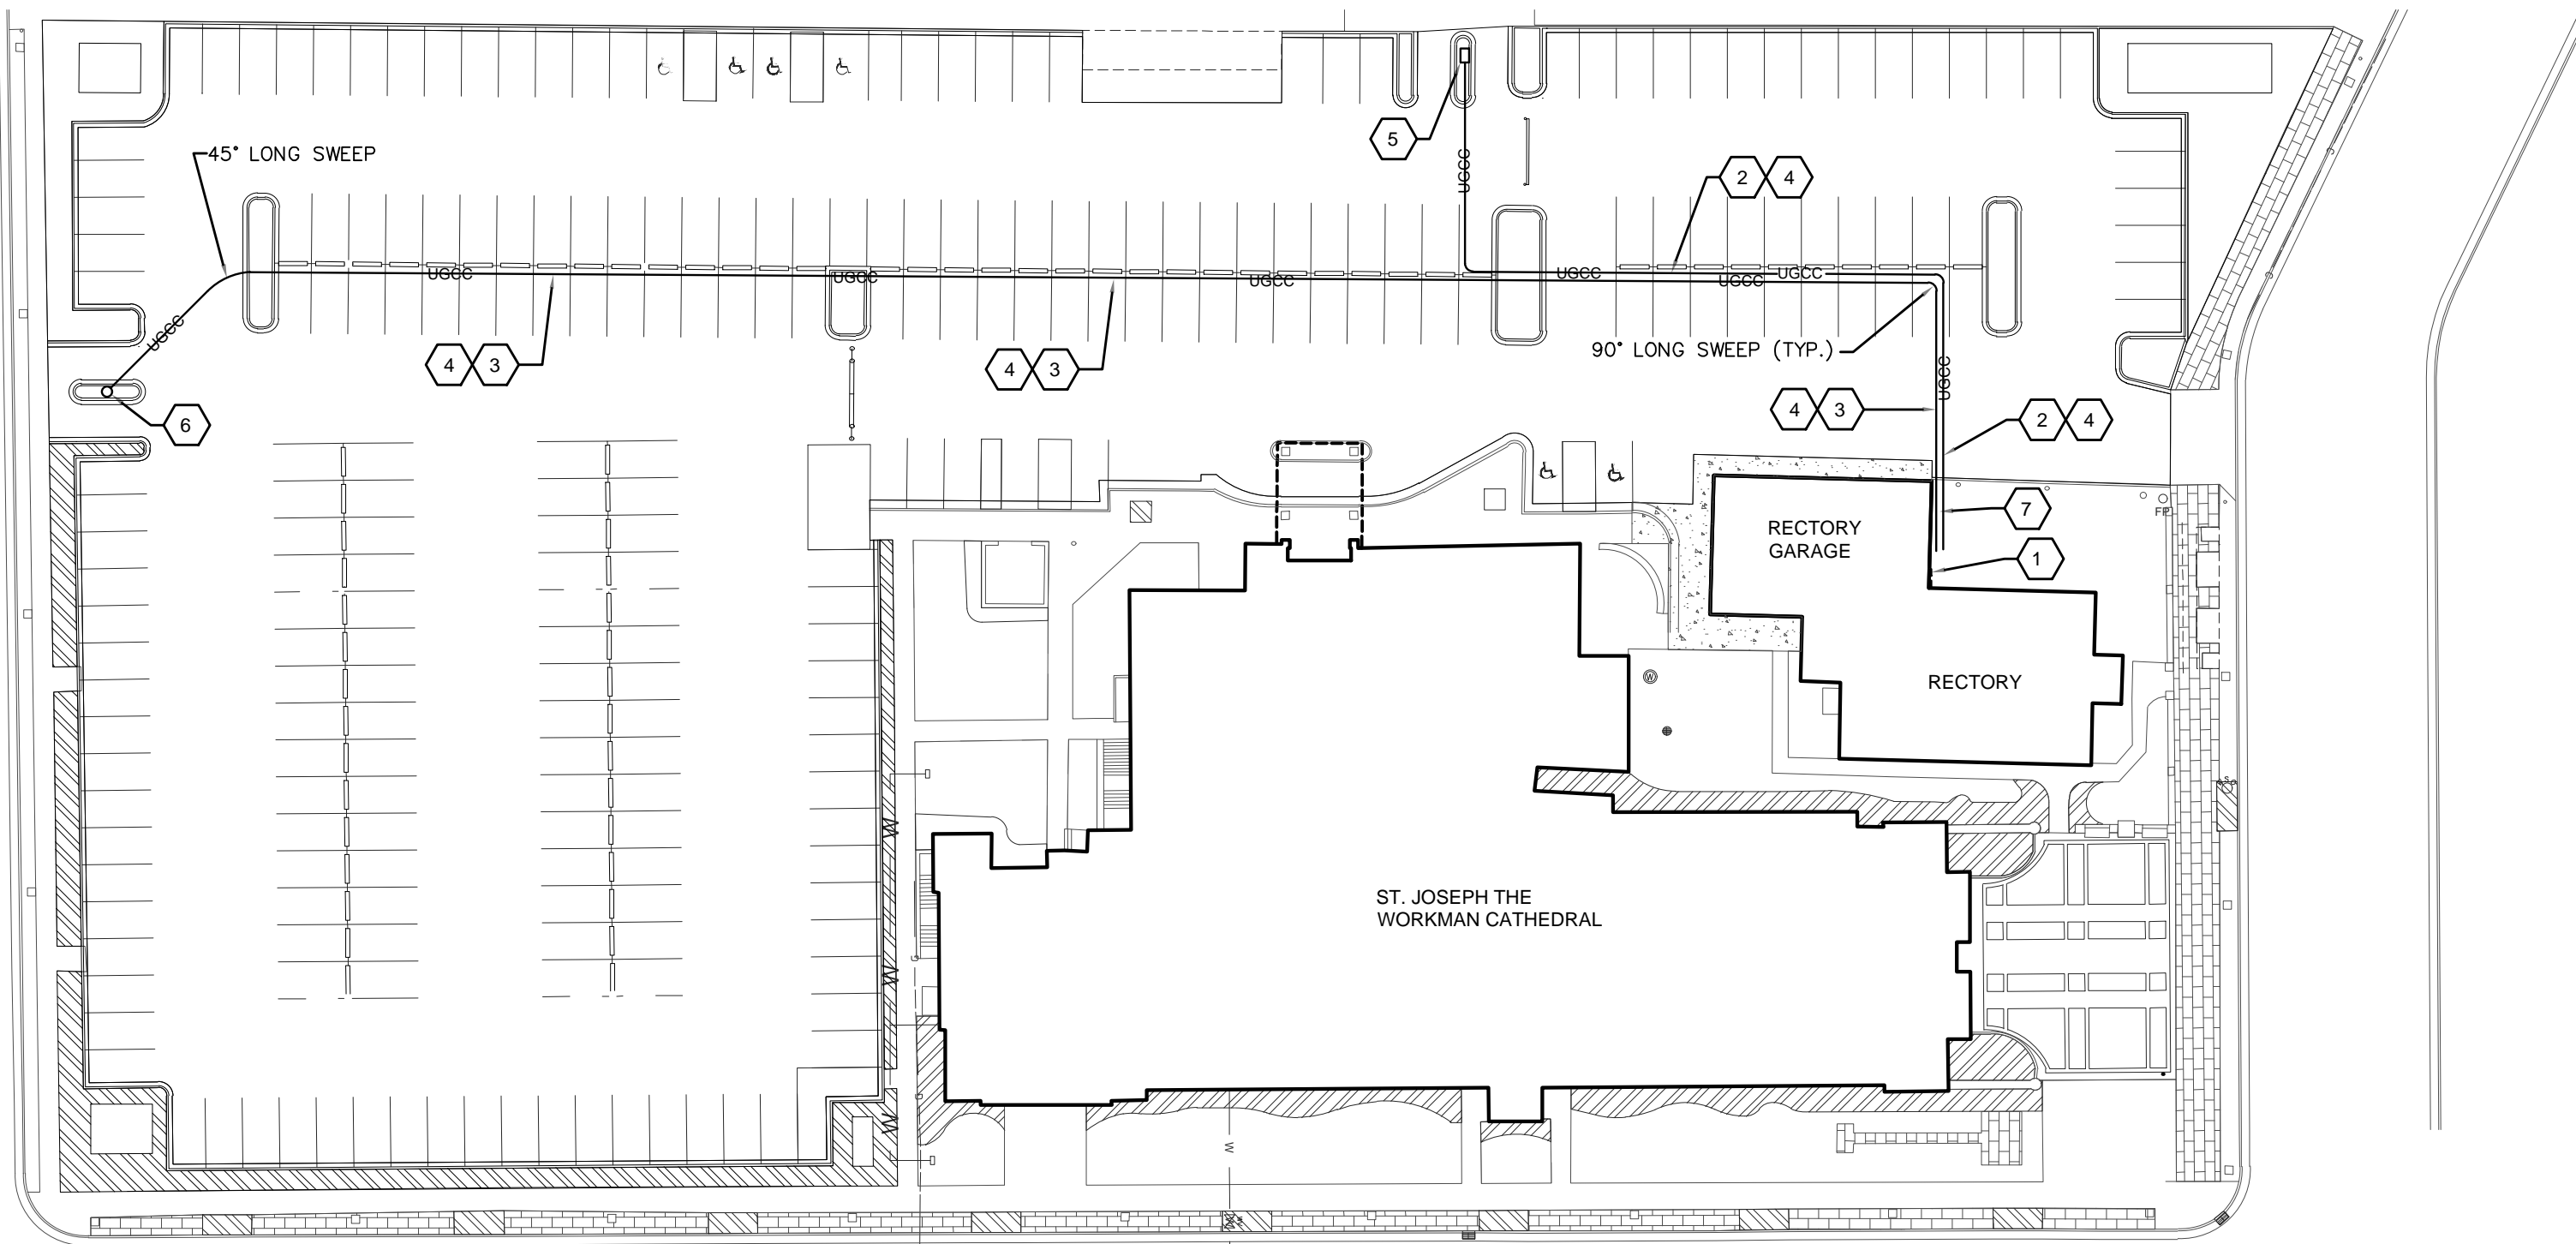 45° LONG SWEEP
5
UGCC
2
4
UGCC
UGCC
UGCC
UGCC
UGCC
UGCC
UGCC
4
3
4
3
90° LONG SWEEP (TYP.)
UGCC
6
4
3
2
4
7
FP
RECTORY
GARAGE
1
W
RECTORY
S
W
W
ST. JOSEPH THE
WORKMAN CATHEDRAL
W
W